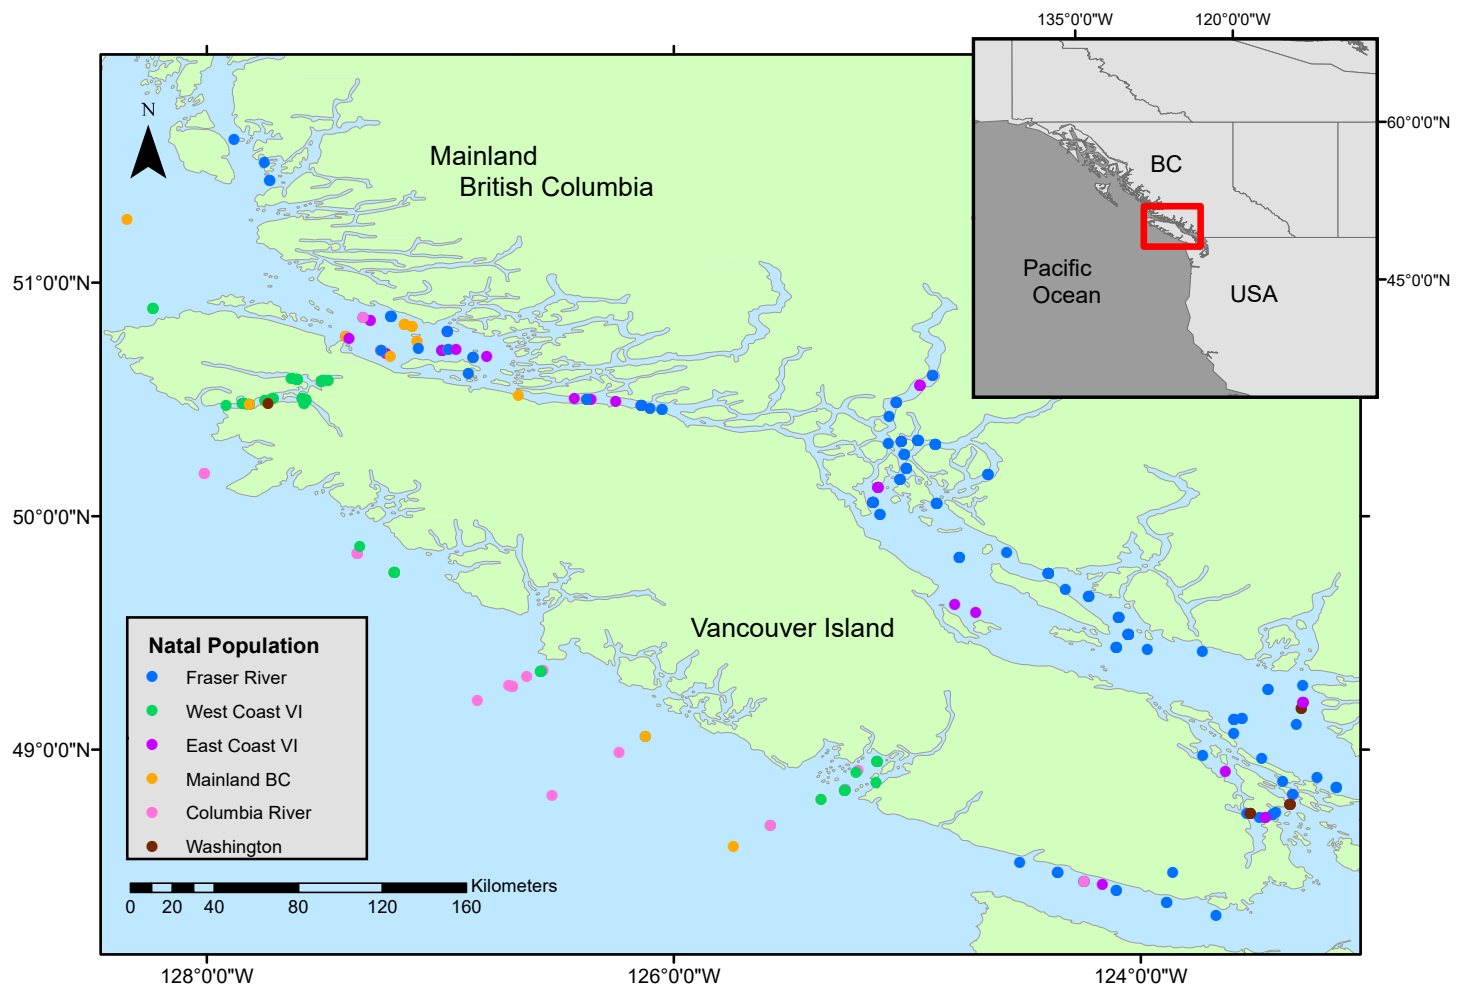 135°0'0"W
120°0'0"W
N
Mainland
British Columbia
60°0'0"N
BC
51°0'0"N
45°0'0"N
Pacific
Ocean
USA
50°0'0"N
Vancouver Island
Natal Population
Fraser River
West Coast VI
East Coast VI
49°0'0"N
Mainland BC
Columbia River
Washington
Kilometers
0 20 40 80 120 160
128°0'0"W
126°0'0"W
124°0'0"W